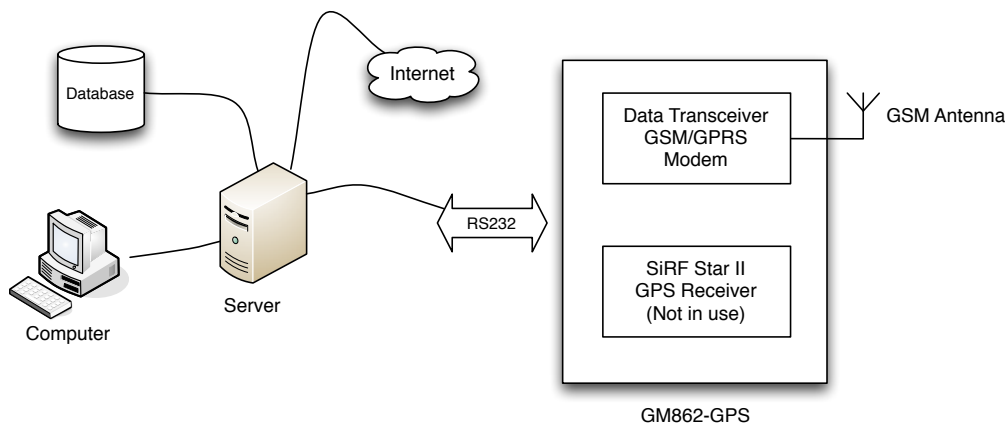 Database
Internet
Data Transceiver
GSM/GPRS
Modem
GSM Antenna
RS232
SiRF Star II
GPS Receiver
(Not in use)
Server
Computer
GM862-GPS